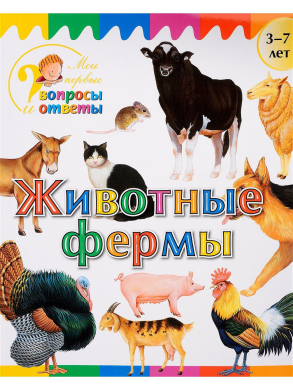 Мои
первые
вопросы
и ответы
3-7
лет
Животные
фермы